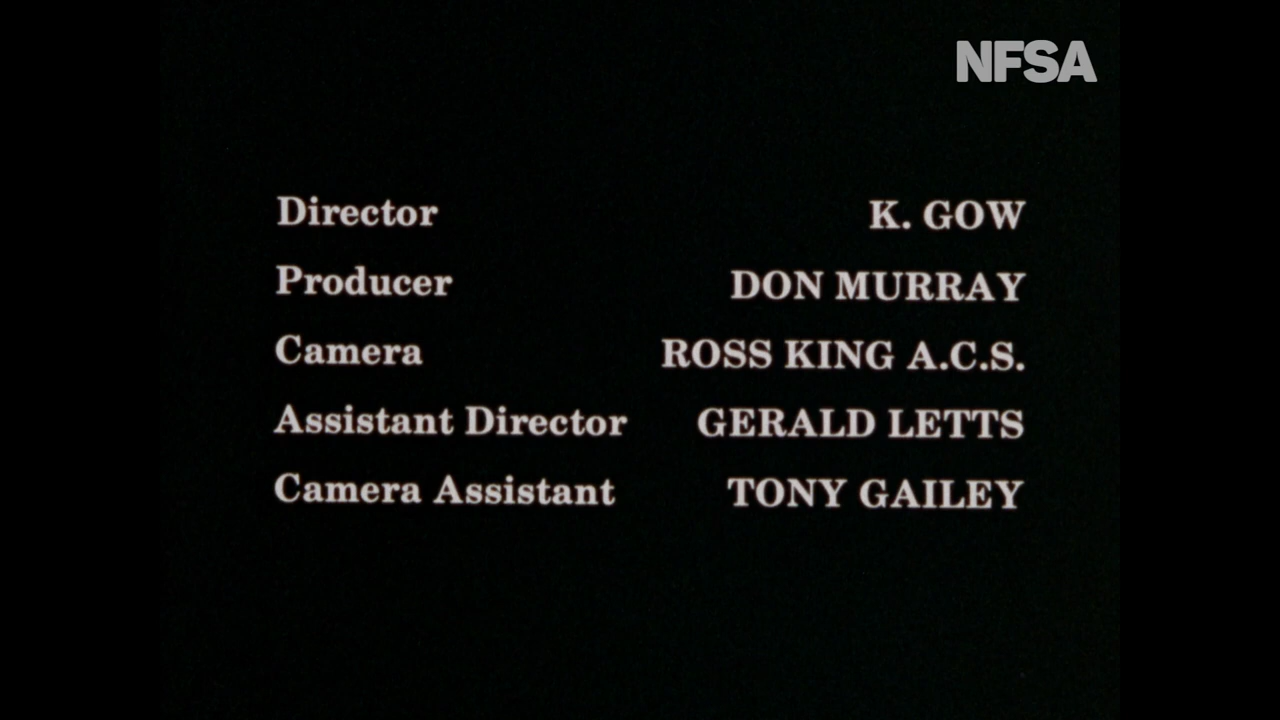 NFSA
Director K. GOW
Producer DON MURRAY
Camera ROSS KING A.C.S.
Assistant Director GERALD LETTS
Camera Assistant TONY GAILEY